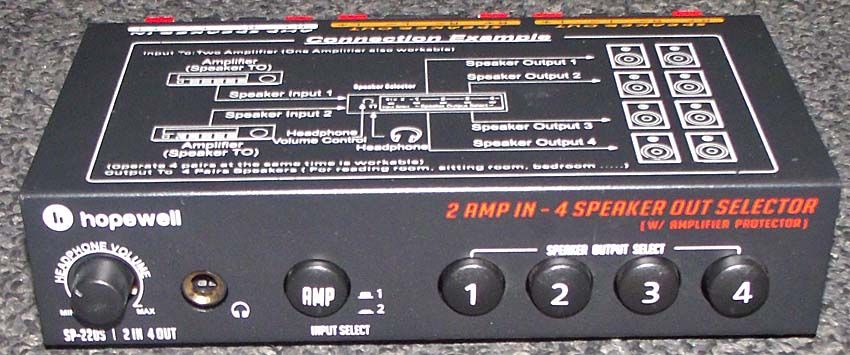 Connection Example
Input To: Two Amplifier (One Amplifier also workable)
Amplifier
(Speaker TO)
Speaker Input 1
Speaker Input 2
Amplifier
(Speaker TO)
Speaker Selector
Speaker Output Select
Headphone
Volume Control
Headphone
Speaker Output 1
Speaker Output 2
Speaker Output 3
Speaker Output 4
(Operate 4 pairs at the same time is workable)
Output To 4 Pairs Speakers ( For reading room, sitting room, bedroom .....)
h hopewell
2 AMP IN - 4 SPEAKER OUT SELECTOR
( W/ AMPLIFIER PROTECTOR )
HEADPHONE VOLUME
MIN MAX
SP-22US | 2 IN 4 OUT
AMP
1
2
INPUT SELECT
SPEAKER OUTPUT SELECT
1 2 3 4